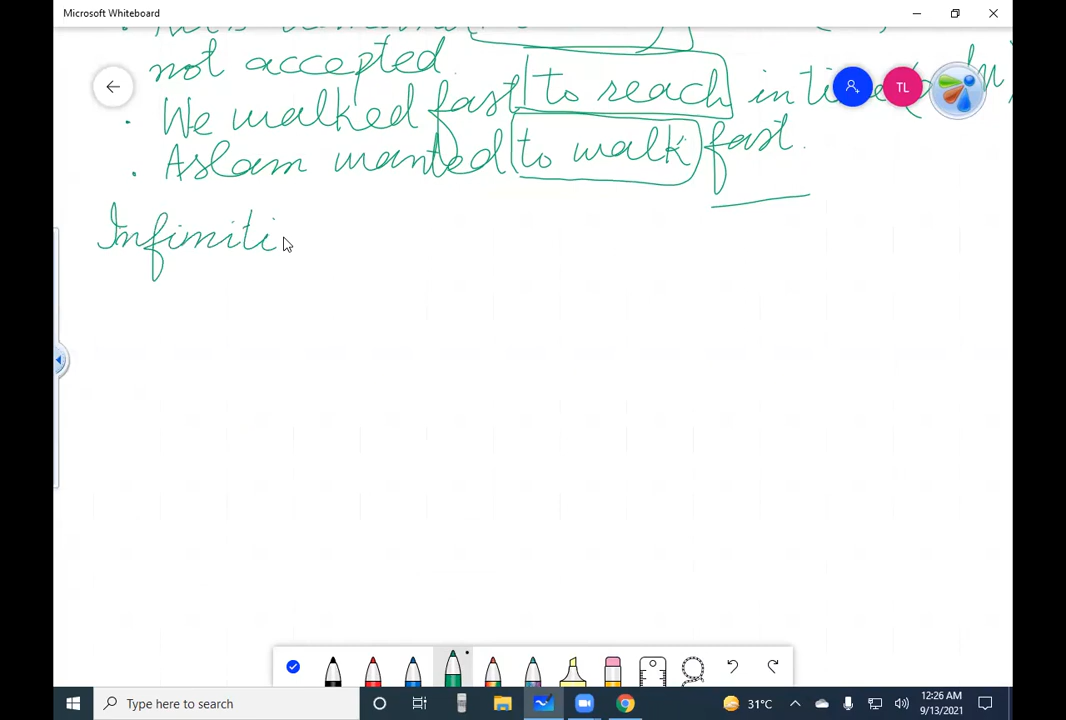 Microsoft Whiteboard
not accepted.
TL
• We walked fast to reach in time
• Aslam wanted to walk fast.
Infiniti
Type here to search
31°C
12:26 AM
9/13/2021